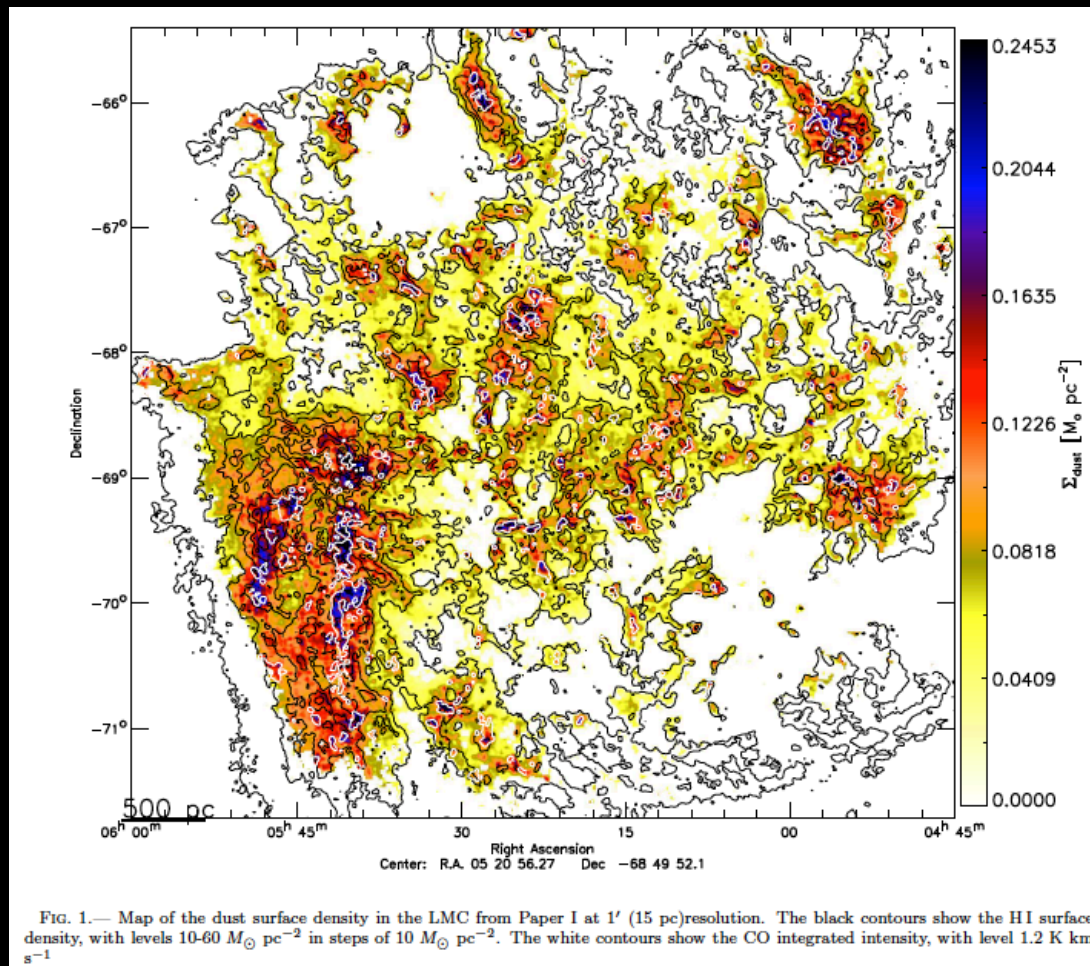 0.2453
−66°
0.2044
−67°
0.1635
−68°
Declination
0.1226
Σdust [M☉ pc−2]
−69°
0.0818
−70°
0.0409
−71°
500 pc
0.0000
06h 00m 05h 45m 30 15 00 04h 45m
Right Ascension
Center: R.A. 05 20 56.27 Dec −68 49 52.1
FIG. 1.— Map of the dust surface density in the LMC from Paper I at 1′ (15 pc)resolution. The black contours show the H I surface
density, with levels 10-60 M⊙ pc−2 in steps of 10 M⊙ pc−2. The white contours show the CO integrated intensity, with level 1.2 K km
s−1